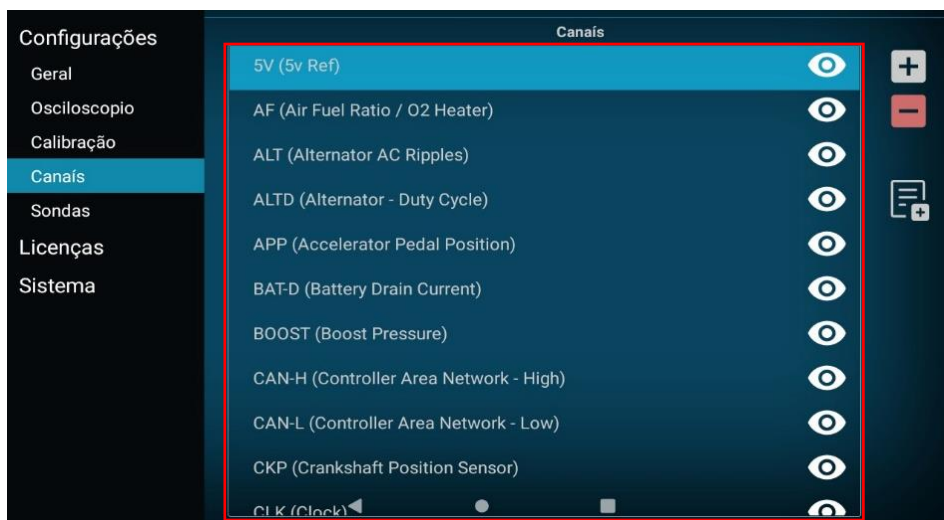 Configurações
Geral
Osciloscopio
Calibração
Canaís
Sondas
Licenças
Sistema
Canaís
5V (5v Ref)
AF (Air Fuel Ratio / O2 Heater)
ALT (Alternator AC Ripples)
ALTD (Alternator - Duty Cycle)
APP (Accelerator Pedal Position)
BAT-D (Battery Drain Current)
BOOST (Boost Pressure)
CAN-H (Controller Area Network - High)
CAN-L (Controller Area Network - Low)
CKP (Crankshaft Position Sensor)
CLK (Clock)